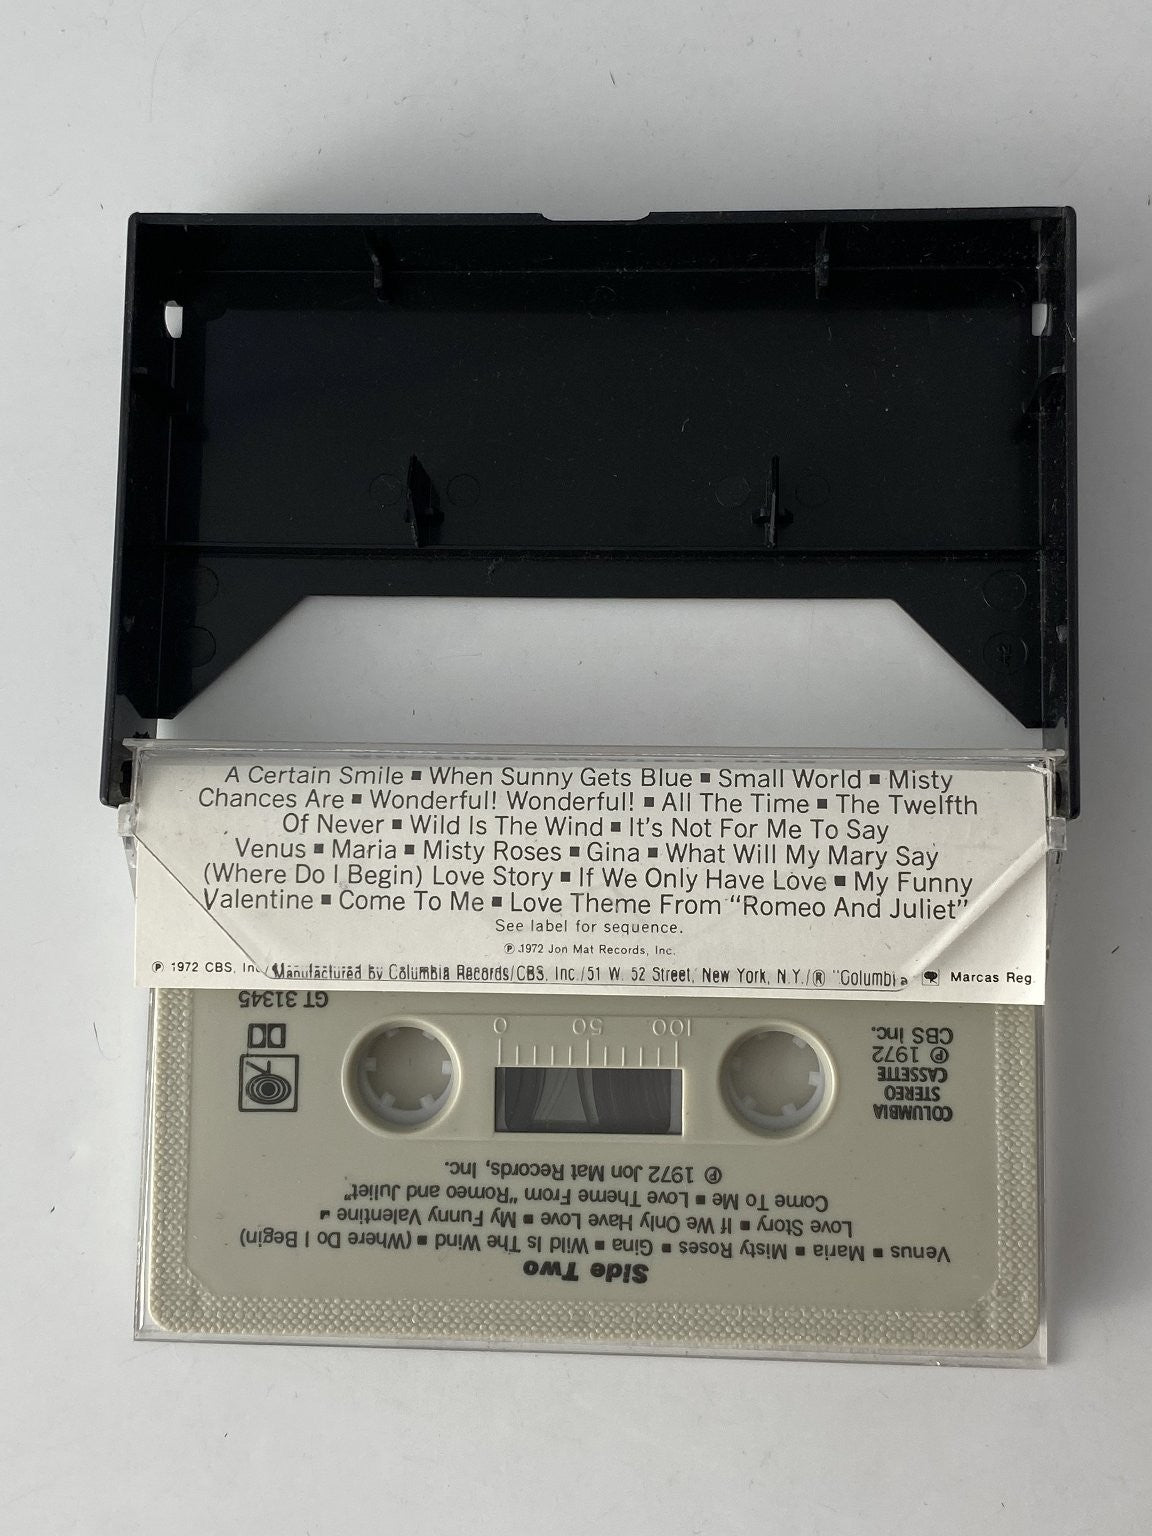 A Certain Smile ■ When Sunny Gets Blue ■ Small World ■ Misty
Chances Are ■ Wonderful! Wonderful! ■ All The Time ■ The Twelfth
Of Never ■ Wild Is The Wind ■ It's Not For Me To Say
Venus ■ Maria ■ Misty Roses ■ Gina ■ What Will My Mary Say
(Where Do I Begin) Love Story ■ If We Only Have Love ■ My Funny
Valentine ■ Come To Me ■ Love Theme From "Romeo And Juliet"
See label for sequence.
℗ 1972 Jon Mat Records, Inc.
℗ 1972 CBS, Inc./Manufactured by Columbia Records/CBS, Inc./51 W. 52 Street, New York, N.Y./® "Columbia Marcas Reg.
Side Two
Venus ■ Maria ■ Misty Roses ■ Gina ■ Wild Is The Wind ■ (Where Do I Begin)
Love Story ■ If We Only Have Love ■ My Funny Valentine ■
Come To Me ■ Love Theme From "Romeo and Juliet"
℗ 1972 Jon Mat Records, Inc.
COLUMBIA
STEREO
CASSETTE
℗ 1972
CBS Inc.
100 50 0
GT 31345